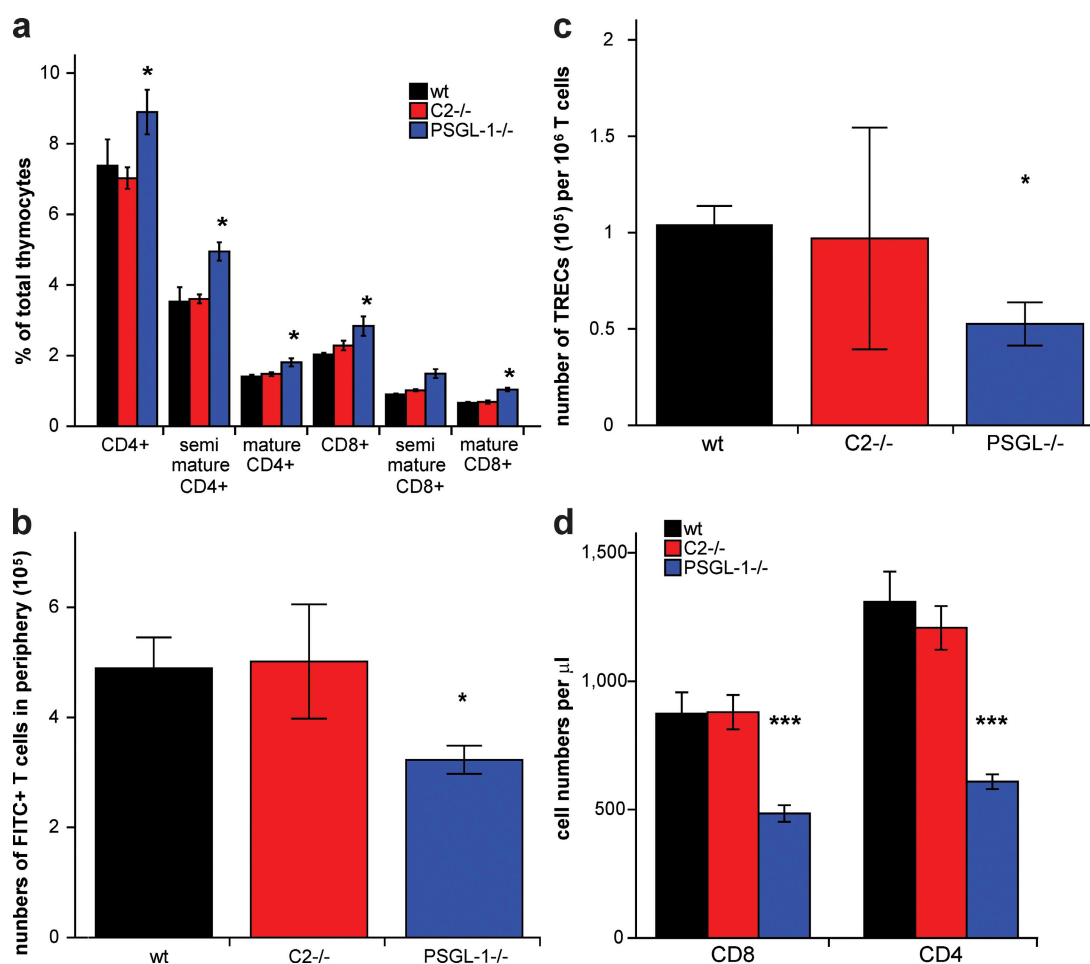 a
% of total thymocytes
10
8
6
4
2
0
wt
C2-/-
PSGL-1-/-
*
*
*
*
*
CD4+
semi
mature
CD4+
mature
CD4+
CD8+
semi
mature
CD8+
mature
CD8+
b
nunbers of FITC+ T cells in periphery (10⁵)
6
4
2
0
*
wt
C2-/-
PSGL-1-/-
c
number of TRECs (10⁵) per 10⁶ T cells
2
1.5
1
0.5
0
*
wt
C2-/-
PSGL-/-
d
cell numbers per µl
wt
C2-/-
PSGL-1-/-
1,500
1,000
500
0
***
***
CD8
CD4